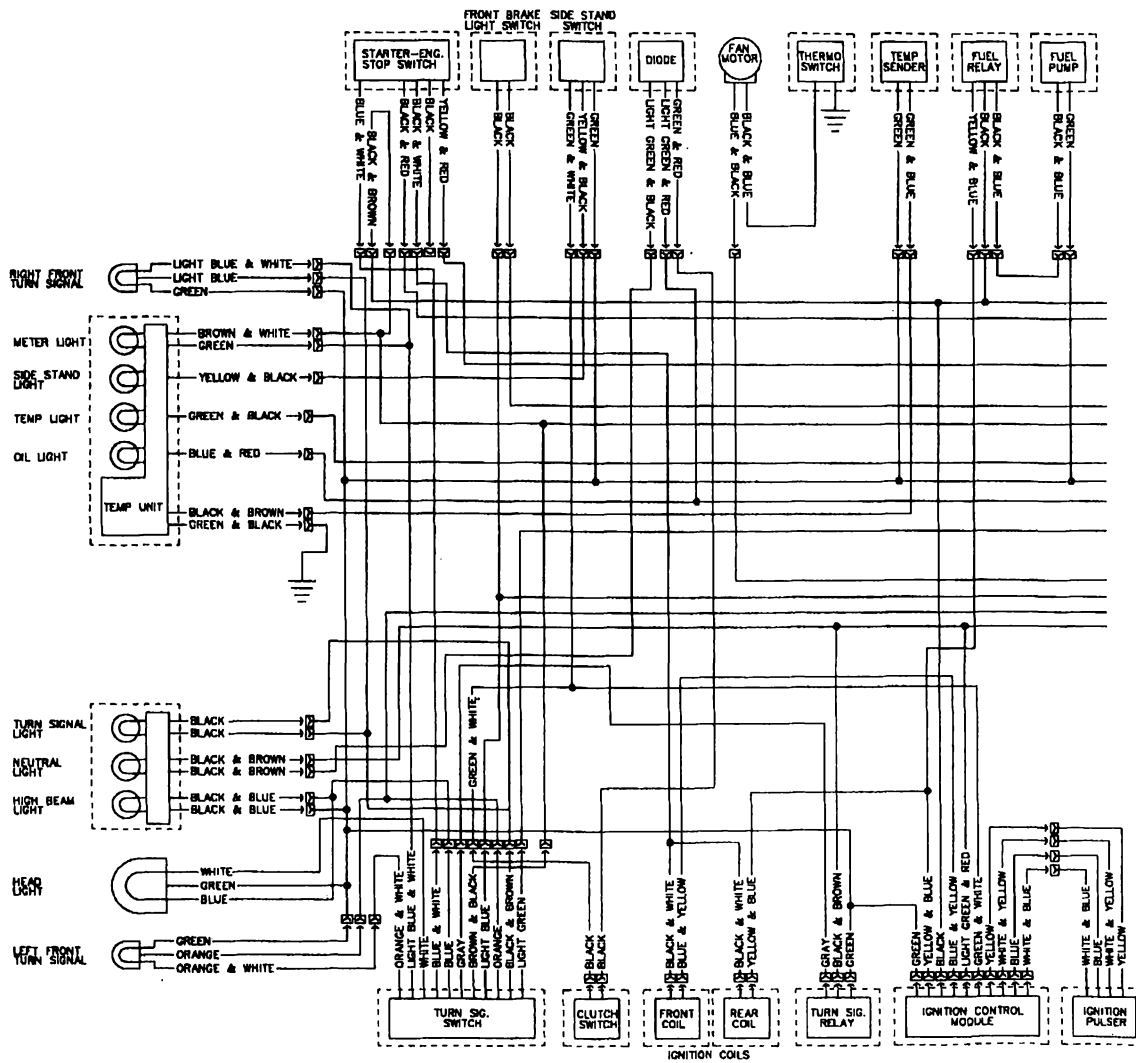 FRONT BRAKE
LIGHT SWITCH
SIDE STAND
SWITCH
STARTER-ENG.
STOP SWITCH
DIODE
FAN
MOTOR
THERMO
SWITCH
TEMP
SENDER
FUEL
RELAY
FUEL
PUMP
BLUE & WHITE
BLACK & BROWN
BLACK & RED
BLACK & WHITE
BLACK
YELLOW & RED
BLACK
BLACK
GREEN & WHITE
YELLOW & BLACK
GREEN
LIGHT GREEN & BLACK
LIGHT GREEN & RED
GREEN & RED
BLUE & BLACK
BLACK & BLUE
GREEN
GREEN & BLUE
YELLOW & BLUE
BLACK
BLACK & BLUE
BLACK & BLUE
GREEN
RIGHT FRONT
TURN SIGNAL
LIGHT BLUE & WHITE
LIGHT BLUE
GREEN
METER LIGHT
BROWN & WHITE
GREEN
SIDE STAND
LIGHT
YELLOW & BLACK
TEMP LIGHT
GREEN & BLACK
OIL LIGHT
BLUE & RED
TEMP UNIT
BLACK & BROWN
GREEN & BLACK
TURN SIGNAL
LIGHT
BLACK
BLACK
NEUTRAL
LIGHT
BLACK & BROWN
BLACK & BROWN
HIGH BEAM
LIGHT
BLACK & BLUE
BLACK & BLUE
GREEN & WHITE
HEAD
LIGHT
WHITE
GREEN
BLUE
LEFT FRONT
TURN SIGNAL
GREEN
ORANGE
ORANGE & WHITE
ORANGE & WHITE
LIGHT BLUE & WHITE
WHITE
BLUE & WHITE
BLUE
GRAY
BROWN & BLACK
LIGHT BLUE
ORANGE
BLACK & BROWN
LIGHT GREEN
BLACK
BLACK
BLACK & WHITE
BLUE & YELLOW
BLACK & WHITE
YELLOW & BLUE
GRAY
BLACK & BROWN
GREEN
GREEN
YELLOW & BLUE
BLACK
BLUE & YELLOW
LIGHT GREEN & RED
GREEN & WHITE
YELLOW
WHITE & YELLOW
BLUE
WHITE & BLUE
WHITE & BLUE
BLUE
WHITE & YELLOW
YELLOW
TURN SIG.
SWITCH
CLUTCH
SWITCH
FRONT
COIL
REAR
COIL
TURN SIG.
RELAY
IGNITION CONTROL
MODULE
IGNITION
PULSER
IGNITION COILS